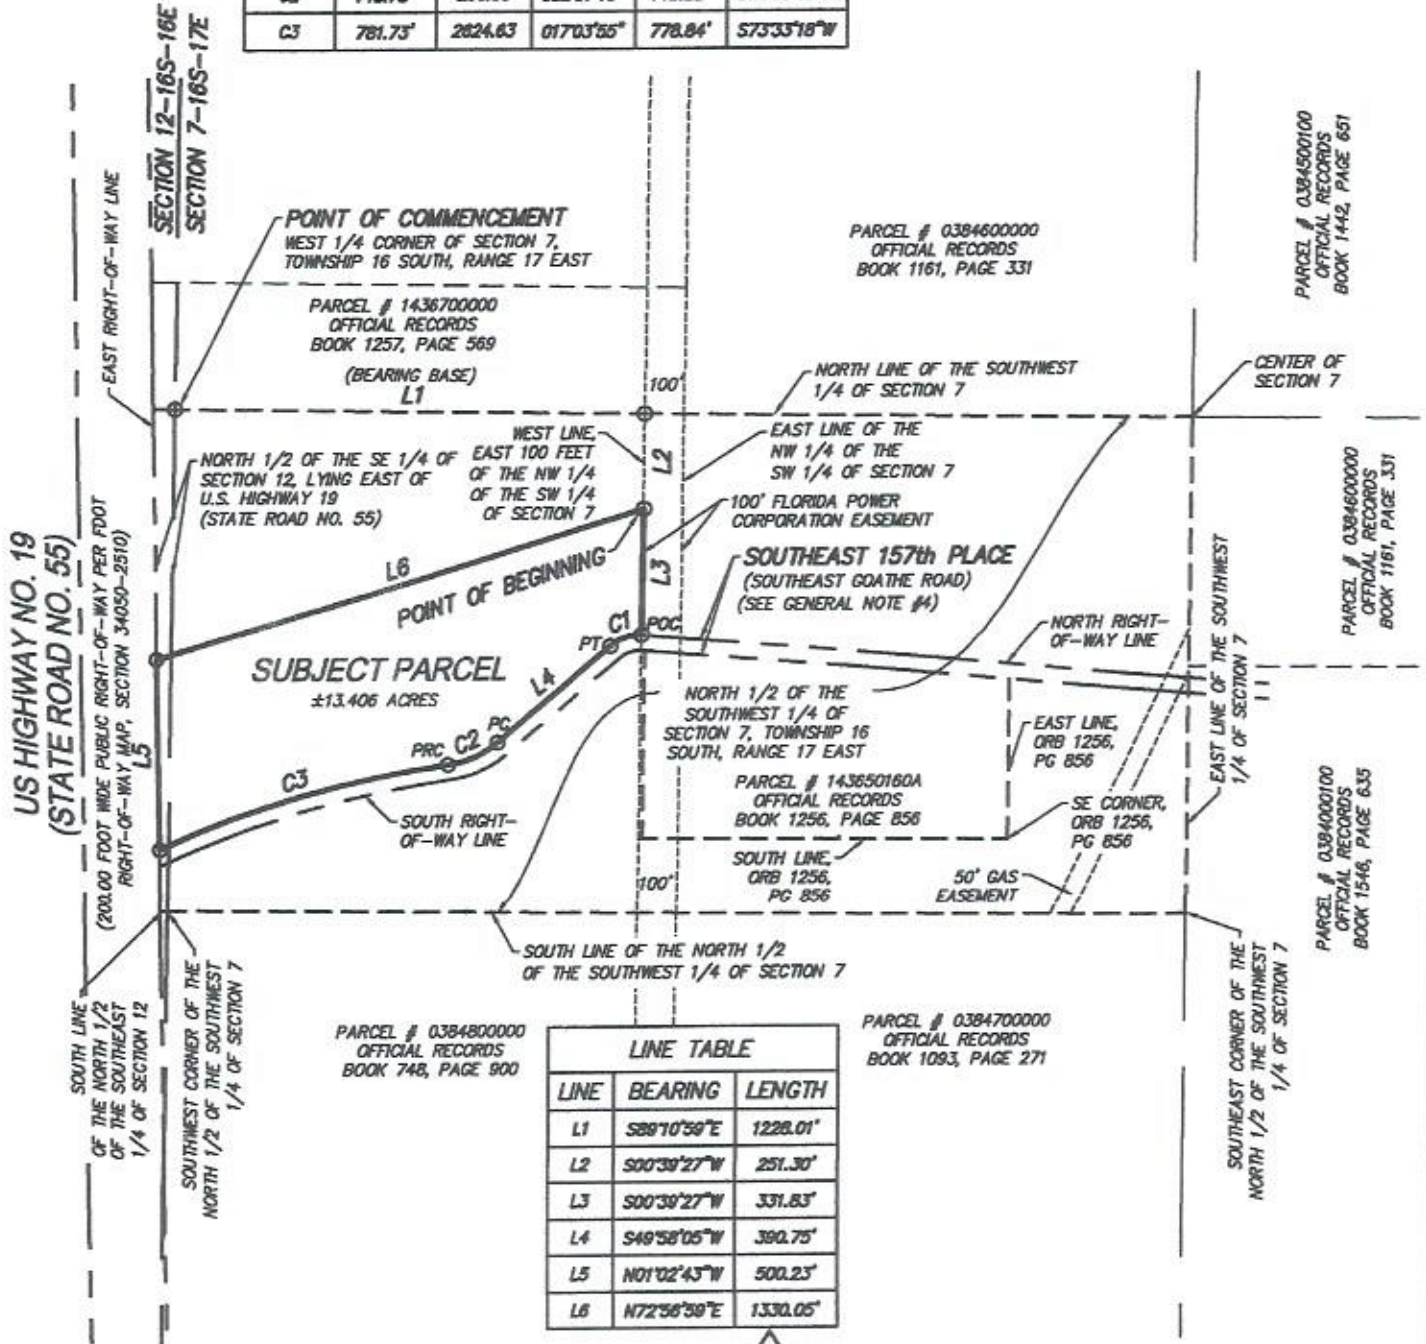 C3 781.73' 2624.63 017°03'55" 778.84' S73°33'18"W
SECTION 12-16S-16E
SECTION 7-16S-17E
EAST RIGHT-OF-WAY LINE
POINT OF COMMENCEMENT
WEST 1/4 CORNER OF SECTION 7,
TOWNSHIP 16 SOUTH, RANGE 17 EAST
PARCEL # 0384600000
OFFICIAL RECORDS
BOOK 1161, PAGE 331
PARCEL # 0384500100
OFFICIAL RECORDS
BOOK 1442, PAGE 651
PARCEL # 1436700000
OFFICIAL RECORDS
BOOK 1257, PAGE 569
(BEARING BASE)
L1
100'
NORTH LINE OF THE SOUTHWEST
1/4 OF SECTION 7
CENTER OF
SECTION 7
WEST LINE,
EAST 100 FEET
OF THE NW 1/4
OF THE SW 1/4
OF SECTION 7
L2
EAST LINE OF THE
NW 1/4 OF THE
SW 1/4 OF SECTION 7
NORTH 1/2 OF THE SE 1/4 OF
SECTION 12, LYING EAST OF
U.S. HIGHWAY 19
(STATE ROAD NO. 55)
100' FLORIDA POWER
CORPORATION EASEMENT
PARCEL # 0384600000
OFFICIAL RECORDS
BOOK 1161, PAGE 331
US HIGHWAY NO. 19
(STATE ROAD NO. 55)
(200.00 FOOT WIDE PUBLIC RIGHT-OF-WAY PER FDOT
RIGHT-OF-WAY MAP, SECTION 34050-2510)
L6
POINT OF BEGINNING
L3
SOUTHEAST 157th PLACE
(SOUTHEAST GOATHE ROAD)
(SEE GENERAL NOTE #4)
C1
POC
PT
NORTH RIGHT-
OF-WAY LINE
EAST LINE OF THE SOUTHWEST
1/4 OF SECTION 7
SUBJECT PARCEL
±13.406 ACRES
L4
NORTH 1/2 OF THE
SOUTHWEST 1/4 OF
SECTION 7, TOWNSHIP 16
SOUTH, RANGE 17 EAST
EAST LINE,
ORB 1256,
PG 856
L5
PRC
C2
PC
C3
PARCEL # 143650160A
OFFICIAL RECORDS
BOOK 1256, PAGE 856
SE CORNER,
ORB 1256,
PG 856
SOUTH RIGHT-
OF-WAY LINE
SOUTH LINE,
ORB 1256,
PG 856
100'
50' GAS
EASEMENT
PARCEL # 0384000100
OFFICIAL RECORDS
BOOK 1546, PAGE 635
SOUTH LINE OF THE NORTH 1/2
OF THE SOUTHWEST 1/4 OF SECTION 7
SOUTH LINE
OF THE NORTH 1/2
OF THE SOUTHEAST
1/4 OF SECTION 12
SOUTHWEST CORNER OF THE
NORTH 1/2 OF THE SOUTHWEST
1/4 OF SECTION 7
SOUTHEAST CORNER OF THE
NORTH 1/2 OF THE SOUTHWEST
1/4 OF SECTION 7
PARCEL # 0384800000
OFFICIAL RECORDS
BOOK 748, PAGE 900
PARCEL # 0384700000
OFFICIAL RECORDS
BOOK 1093, PAGE 271
LINE TABLE
LINE BEARING LENGTH
L1 S89°10'59"E 1226.01'
L2 S00°39'27"W 251.30'
L3 S00°39'27"W 331.83'
L4 S49°58'05"W 390.75'
L5 N01°02'43"W 500.23'
L6 N72°56'59"E 1330.05'